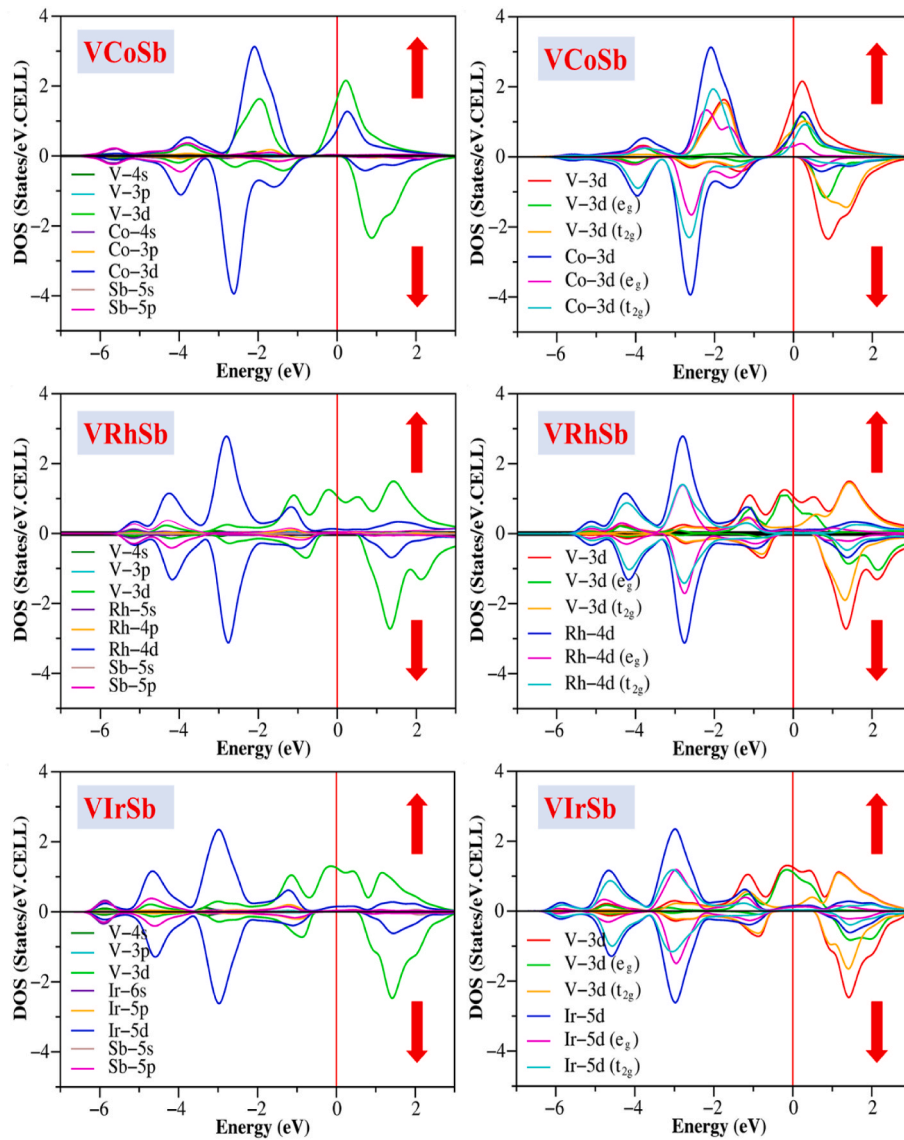 4
VCoSb
2
0
−2
−4
DOS (States/eV.CELL)
V−4s
V−3p
V−3d
Co−4s
Co−3p
Co−3d
Sb−5s
Sb−5p
−6 −4 −2 0 2
Energy (eV)
4
VCoSb
2
0
−2
−4
DOS (States/eV.CELL)
V−3d
V−3d (eg)
V−3d (t2g)
Co−3d
Co−3d (eg)
Co−3d (t2g)
−6 −4 −2 0 2
Energy (eV)
4
VRhSb
2
0
−2
−4
DOS (States/eV.CELL)
V−4s
V−3p
V−3d
Rh−5s
Rh−4p
Rh−4d
Sb−5s
Sb−5p
−6 −4 −2 0 2
Energy (eV)
4
VRhSb
2
0
−2
−4
DOS (States/eV.CELL)
V−3d
V−3d (eg)
V−3d (t2g)
Rh−4d
Rh−4d (eg)
Rh−4d (t2g)
−6 −4 −2 0 2
Energy (eV)
4
VIrSb
2
0
−2
−4
DOS (States/eV.CELL)
V−4s
V−3p
V−3d
Ir−6s
Ir−5p
Ir−5d
Sb−5s
Sb−5p
−6 −4 −2 0 2
Energy (eV)
4
VIrSb
2
0
−2
−4
DOS (States/eV.CELL)
V−3d
V−3d (eg)
V−3d (t2g)
Ir−5d
Ir−5d (eg)
Ir−5d (t2g)
−6 −4 −2 0 2
Energy (eV)